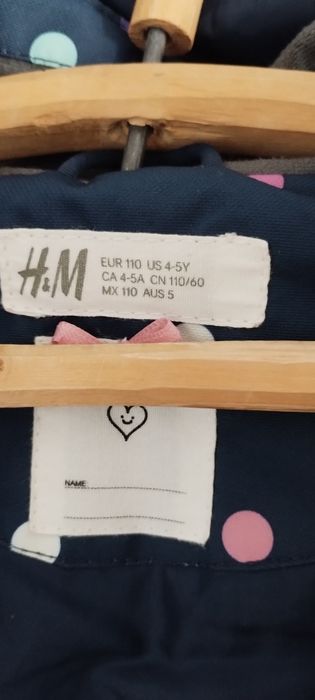 H&M
EUR 110 US 4-5Y
CA 4-5A CN 110/60
MX 110 AUS 5
NAME